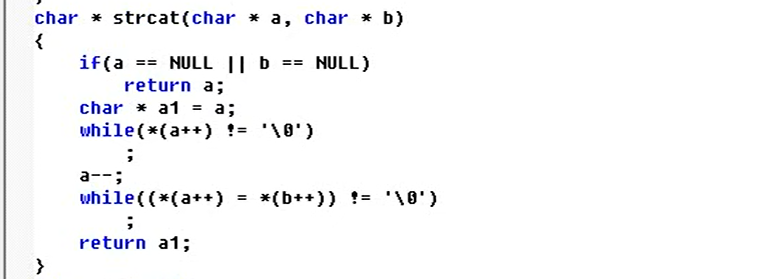 char * strcat(char * a, char * b)
{
    if(a == NULL || b == NULL)
        return a;
    char * a1 = a;
    while(*(a++) != '\0')
        ;
    a--;
    while((*(a++) = *(b++)) != '\0')
        ;
    return a1;
}